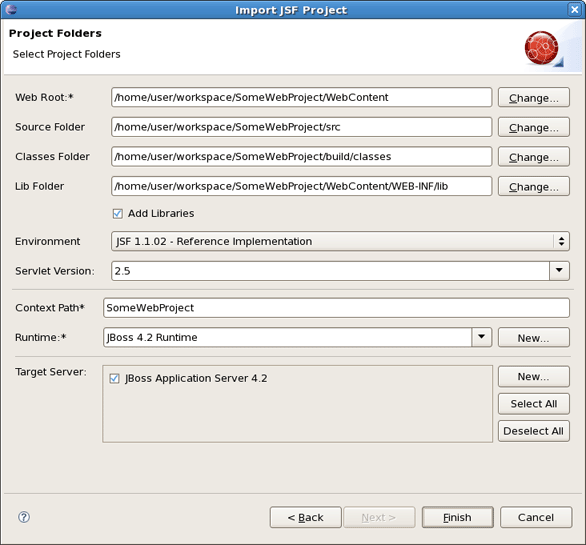 Import JSF Project
Project Folders
Select Project Folders
Web Root:* /home/user/workspace/SomeWebProject/WebContent Change...
Source Folder /home/user/workspace/SomeWebProject/src Change...
Classes Folder /home/user/workspace/SomeWebProject/build/classes Change...
Lib Folder /home/user/workspace/SomeWebProject/WebContent/WEB-INF/lib Change...
Add Libraries
Environment JSF 1.1.02 - Reference Implementation
Servlet Version: 2.5
Context Path* SomeWebProject
Runtime:* JBoss 4.2 Runtime New...
Target Server: JBoss Application Server 4.2 New...
Select All
Deselect All
? < Back Next > Finish Cancel